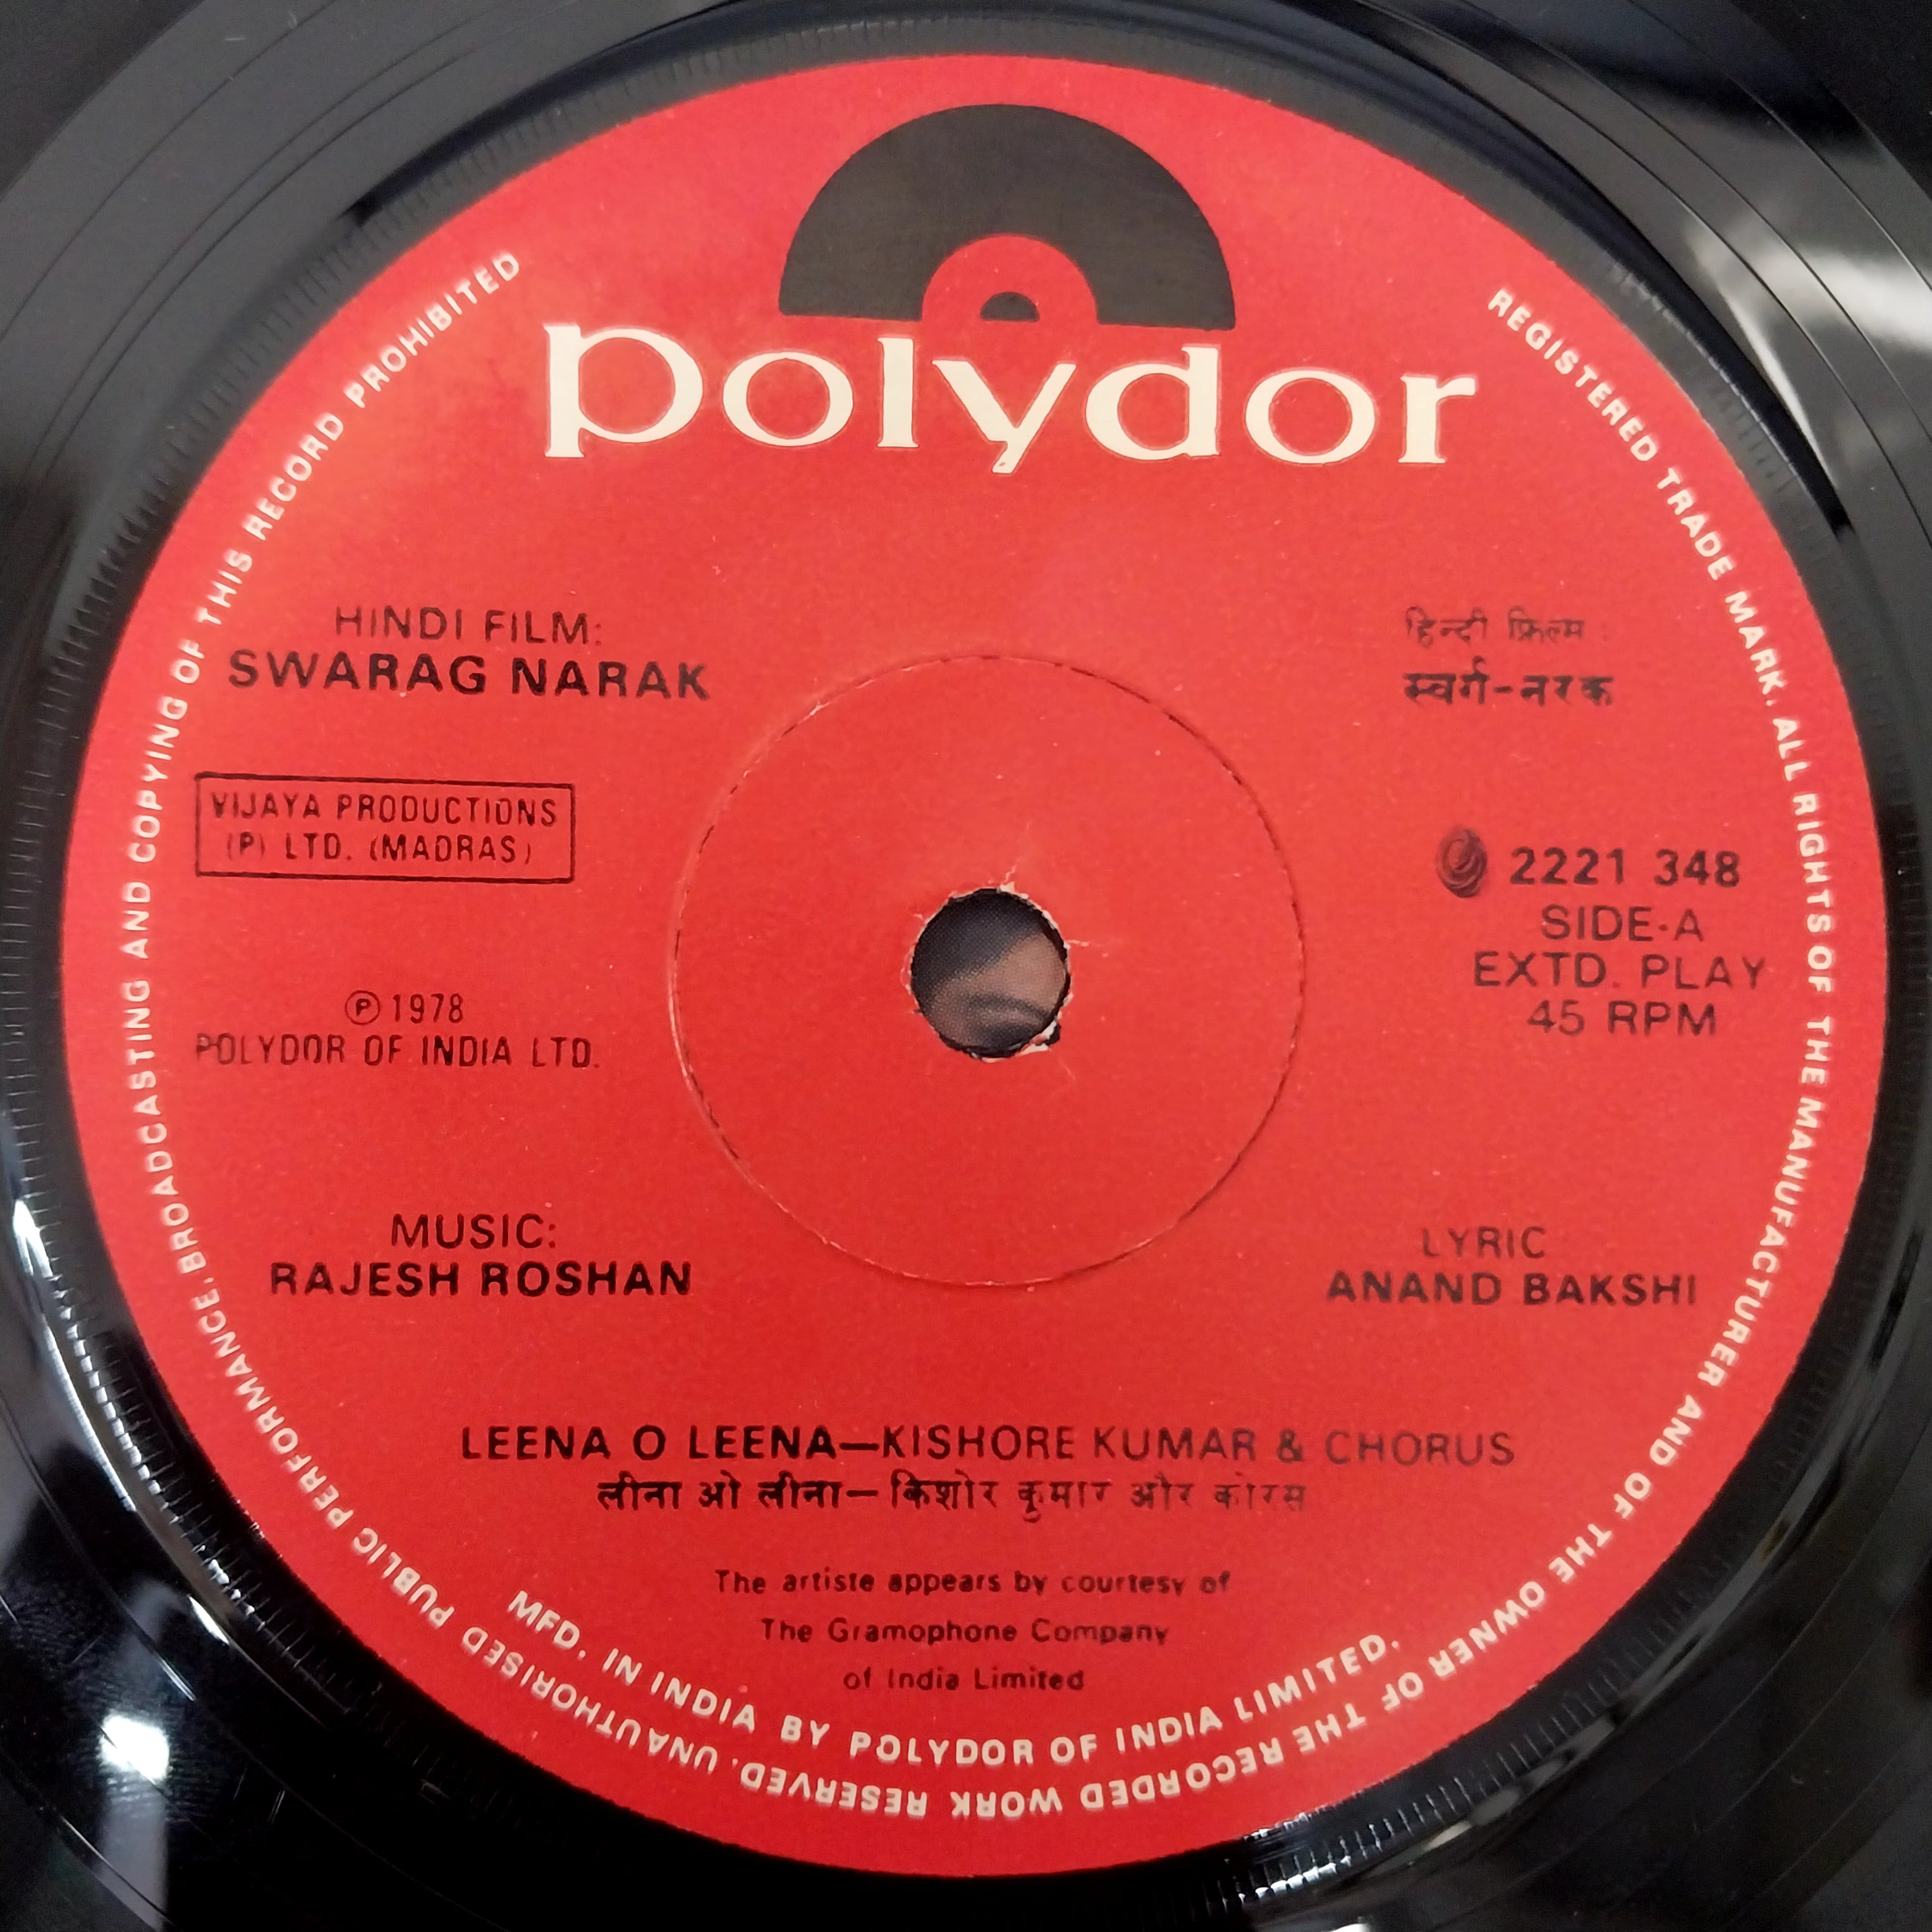 polydor
HINDI FILM:
SWARAG NARAK
हिन्दी फ़िल्म :
स्वर्ग-नरक
VIJAYA PRODUCTIONS
(P) LTD. (MADRAS)
2221 348
SIDE-A
EXTD. PLAY
45 RPM
Ⓟ 1978
POLYDOR OF INDIA LTD.
MUSIC:
RAJESH ROSHAN
LYRIC
ANAND BAKSHI
LEENA O LEENA—KISHORE KUMAR & CHORUS
लीना ओ लीना— किशोर कुमार और कोरस
The artiste appears by courtesy of
The Gramophone Company
of India Limited
MFD. IN INDIA BY POLYDOR OF INDIA LIMITED.
REGISTERED TRADE MARK. ALL RIGHTS OF THE MANUFACTURER AND OF THE OWNER OF THE RECORDED WORK RESERVED. UNAUTHORISED PUBLIC PERFORMANCE, BROADCASTING AND COPYING OF THIS RECORD PROHIBITED